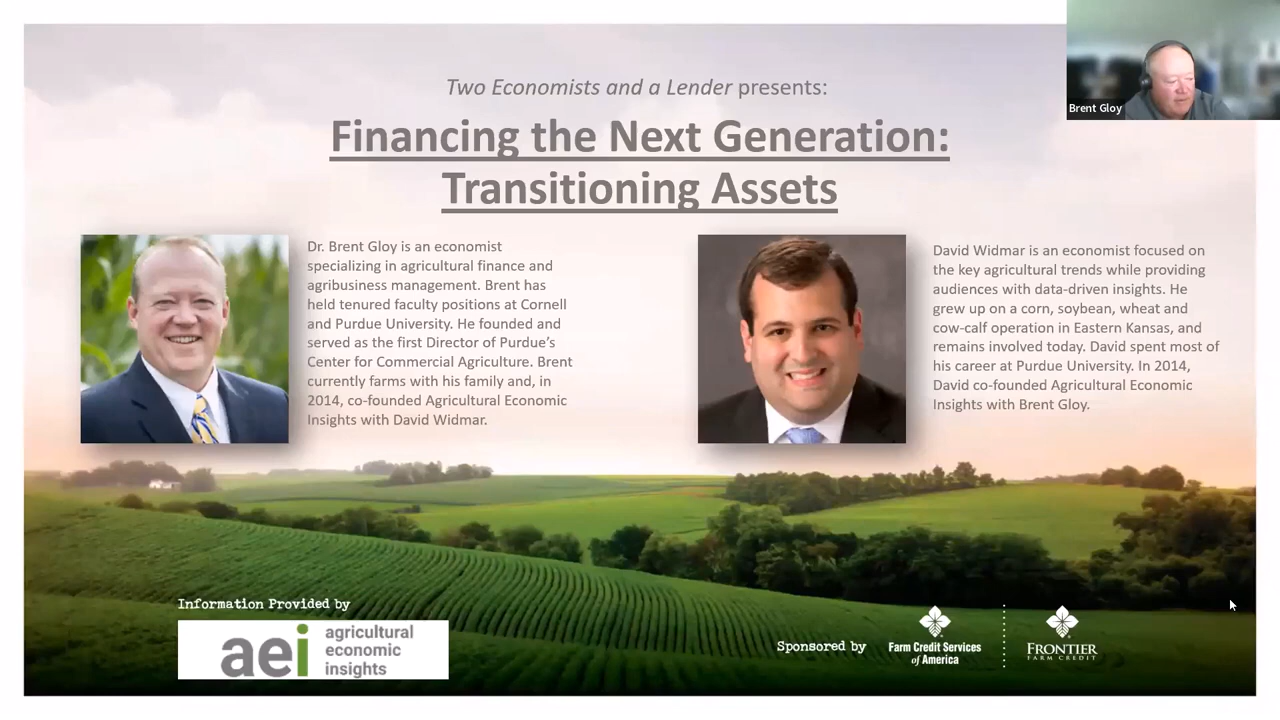 Two Economists and a Lender presents:
Financing the Next Generation:
Transitioning Assets
Brent Gloy
Dr. Brent Gloy is an economist
specializing in agricultural finance and
agribusiness management. Brent has
held tenured faculty positions at Cornell
and Purdue University. He founded and
served as the first Director of Purdue's
Center for Commercial Agriculture. Brent
currently farms with his family and, in
2014, co-founded Agricultural Economic
Insights with David Widmar.
David Widmar is an economist focused on
the key agricultural trends while providing
audiences with data-driven insights. He
grew up on a corn, soybean, wheat and
cow-calf operation in Eastern Kansas, and
remains involved today. David spent most of
his career at Purdue University. In 2014,
David co-founded Agricultural Economic
Insights with Brent Gloy.
Information Provided by
aei
agricultural
economic
insights
Sponsored by
Farm Credit Services
of America
FRONTIER
FARM CREDIT